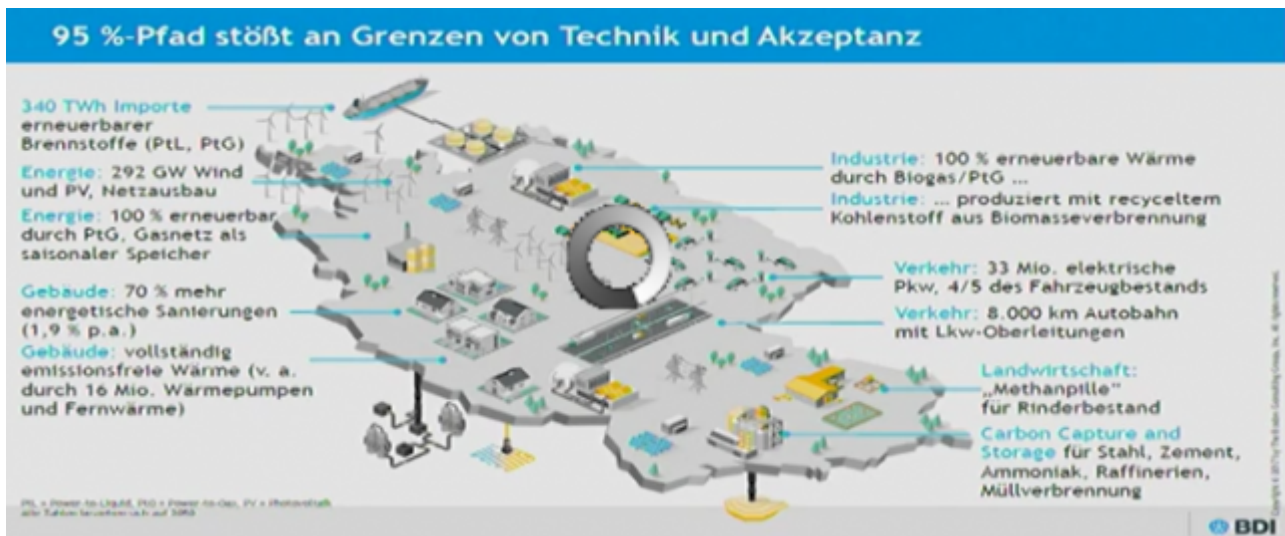 95 %-Pfad stößt an Grenzen von Technik und Akzeptanz
340 TWh Importe
erneuerbarer
Brennstoffe (PtL, PtG)
Energie: 292 GW Wind
und PV, Netzausbau
Energie: 100 % erneuerbar
durch PtG, Gasnetz als
saisonaler Speicher
Gebäude: 70 % mehr
energetische Sanierungen
(1,9 % p.a.)
Gebäude: vollständig
emissionsfreie Wärme (v. a.
durch 16 Mio. Wärmepumpen
und Fernwärme)
Industrie: 100 % erneuerbare Wärme
durch Biogas/PtG ...
Industrie: ... produziert mit recyceltem
Kohlenstoff aus Biomasseverbrennung
Verkehr: 33 Mio. elektrische
Pkw, 4/5 des Fahrzeugbestands
Verkehr: 8.000 km Autobahn
mit Lkw-Oberleitungen
Landwirtschaft:
„Methanpille“
für Rinderbestand
Carbon Capture and
Storage für Stahl, Zement,
Ammoniak, Raffinerien,
Müllverbrennung
PtL = Power-to-Liquid, PtG = Power-to-Gas, PV = Photovoltaik
BDI